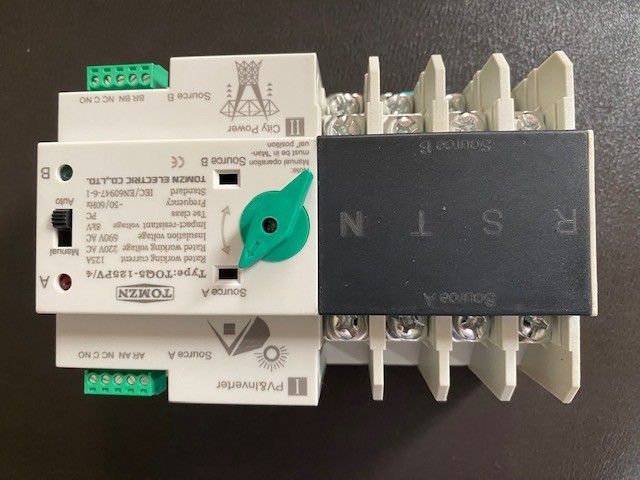 I PV&Inverter
Source A
AR AN NC C NO
TOMZN
Type:TOQ5-125PV/4
Rated working current 125A
Rated working voltage AC 220V
Insulation voltage AC 690V
Impact-resistant voltage 8kV
Tse class PC
Frequency ~50/60Hz
Standard IEC/EN60947-6-1
TOMZN ELECTRIC CO.,LTD. CE
Source A
Source B
A
Manual
Auto
B
Note:
Manual operation
must be in "Man-
ual" position
Source A
R S T N
Source B
II City Power
Source B
BR BN NC C NO